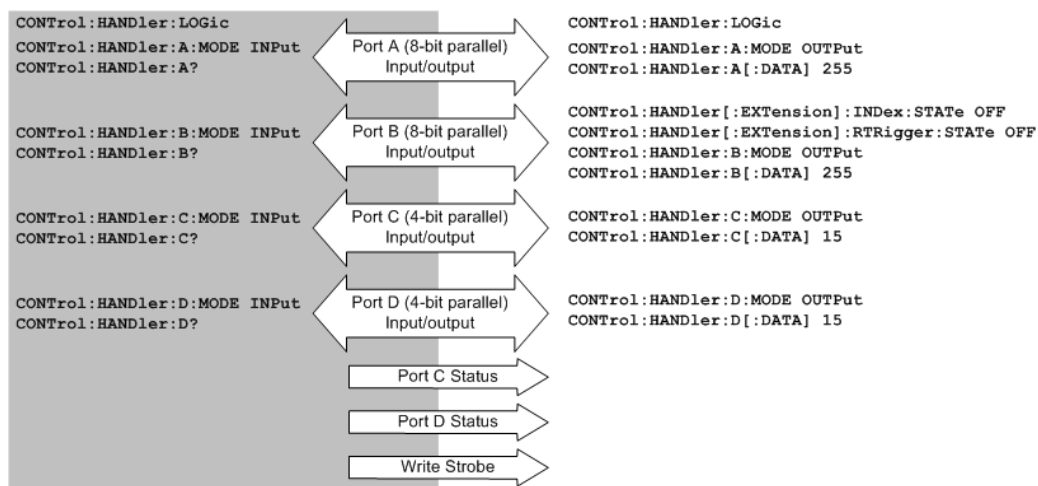 CONTrol:HANDler:LOGic
CONTrol:HANDler:A:MODE INPut
CONTrol:HANDler:A?
Port A (8-bit parallel)
Input/output
CONTrol:HANDler:LOGic
CONTrol:HANDler:A:MODE OUTPut
CONTrol:HANDler:A[:DATA] 255
CONTrol:HANDler:B:MODE INPut
CONTrol:HANDler:B?
Port B (8-bit parallel)
Input/output
CONTrol:HANDler[:EXTension]:INDex:STATe OFF
CONTrol:HANDler[:EXTension]:RTRigger:STATe OFF
CONTrol:HANDler:B:MODE OUTPut
CONTrol:HANDler:B[:DATA] 255
CONTrol:HANDler:C:MODE INPut
CONTrol:HANDler:C?
Port C (4-bit parallel)
Input/output
CONTrol:HANDler:C:MODE OUTPut
CONTrol:HANDler:C[:DATA] 15
CONTrol:HANDler:D:MODE INPut
CONTrol:HANDler:D?
Port D (4-bit parallel)
Input/output
CONTrol:HANDler:D:MODE OUTPut
CONTrol:HANDler:D[:DATA] 15
Port C Status
Port D Status
Write Strobe